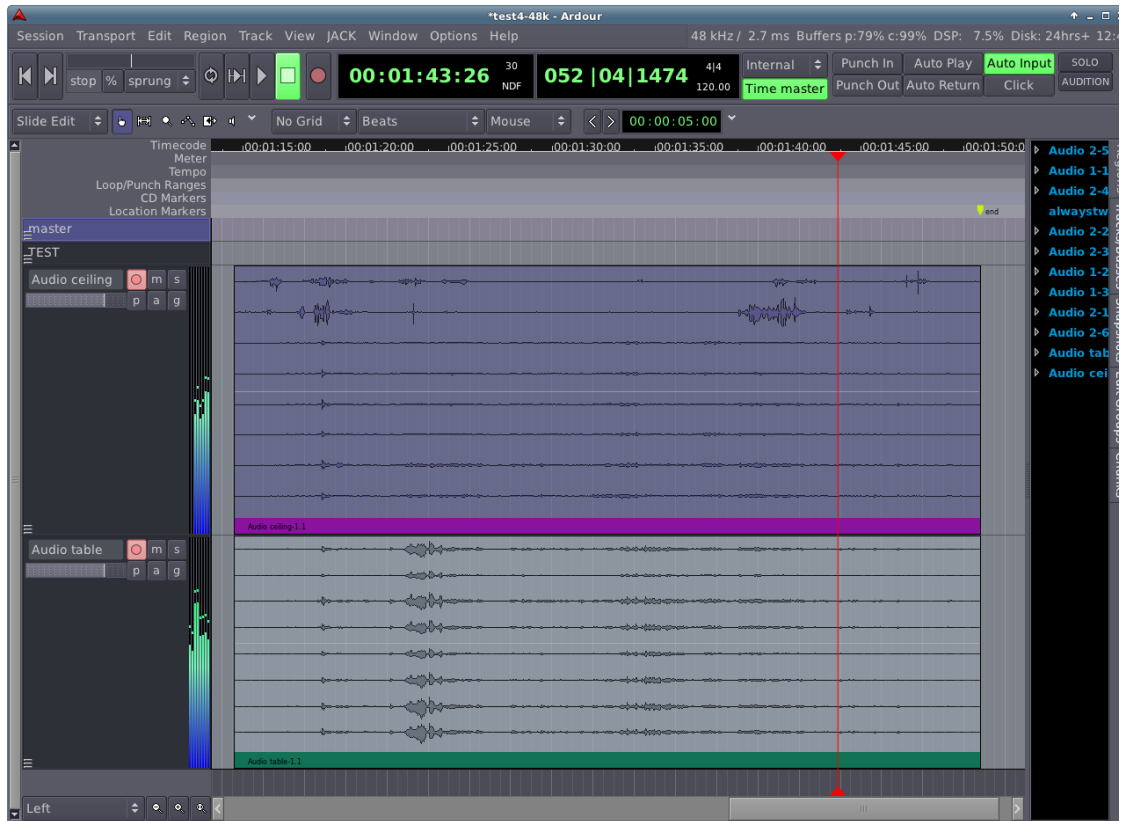 *test4-48k - Ardour
Session Transport Edit Region Track View JACK Window Options Help 48 kHz / 2.7 ms Buffers p:79% c:99% DSP: 7.5% Disk: 24hrs+
stop % sprung 00:01:43:26 30 NDF 052|04|1474 4|4 120.00 Internal Time master Punch In Auto Play Auto Input SOLO
Punch Out Auto Return Click AUDITION
Slide Edit No Grid Beats Mouse < > 00:00:05:00
Timecode 00:01:15:00 00:01:20:00 00:01:25:00 00:01:30:00 00:01:35:00 00:01:40:00 00:01:45:00 00:01:50:0
Meter
Tempo
Loop/Punch Ranges
CD Markers
Location Markers end
master
TEST
Audio ceiling m s
p a g
Audio ceiling-1.1
Audio table m s
p a g
Audio table-1.1
Left
Audio 2-5
Audio 1-1
Audio 2-4
alwaystw
Audio 2-2
Audio 2-3
Audio 1-2
Audio 1-3
Audio 2-1
Audio 2-6
Audio tab
Audio cei